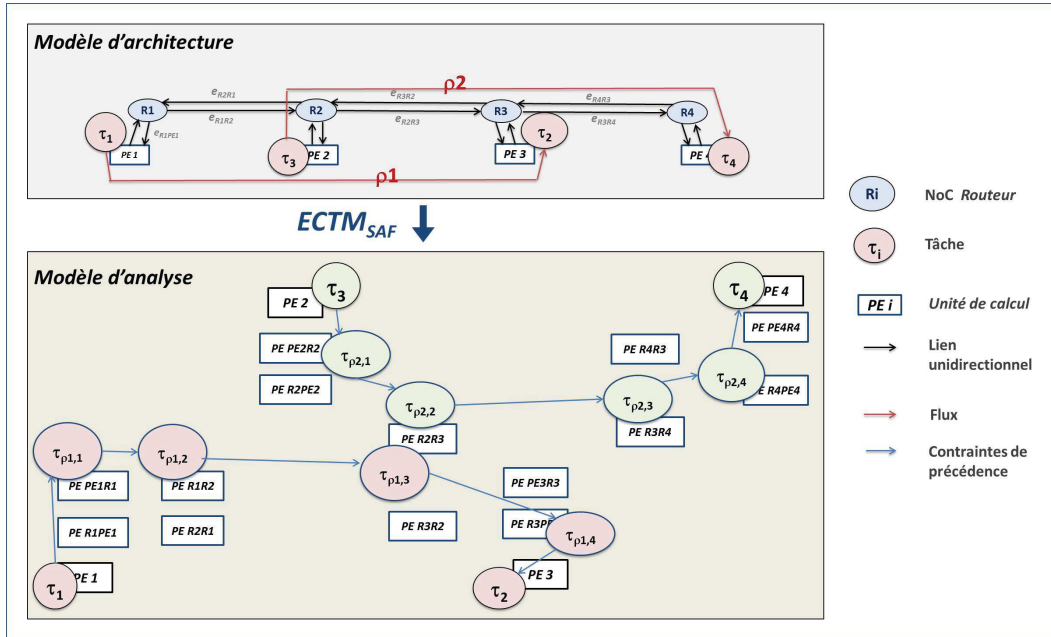 Modèle d'architecture
ρ2
e_R2R1
e_R3R2
e_R4R3
R1
R2
R3
R4
e_R1R2
e_R2R3
e_R3R4
τ1
e_R1PE1
τ2
PE 1
τ3
PE 2
PE 3
PE 4
τ4
ρ1
ECTM_SAF
Modèle d'analyse
τ3
PE 2
τ4
PE 4
PE PE2R2
τρ2,1
PE R2PE2
τρ2,2
PE R2R3
PE R4R3
τρ2,3
PE R3R4
PE PE4R4
τρ2,4
PE R4PE4
τρ1,1
τρ1,2
τρ1,3
PE PE1R1
PE R1R2
PE PE3R3
PE R1PE1
PE R2R1
PE R3R2
PE R3PE
τρ1,4
τ1
PE 1
τ2
PE 3
Ri
NoC Routeur
τi
Tâche
PE i
Unité de calcul
Lien
unidirectionnel
Flux
Contraintes de
précédence